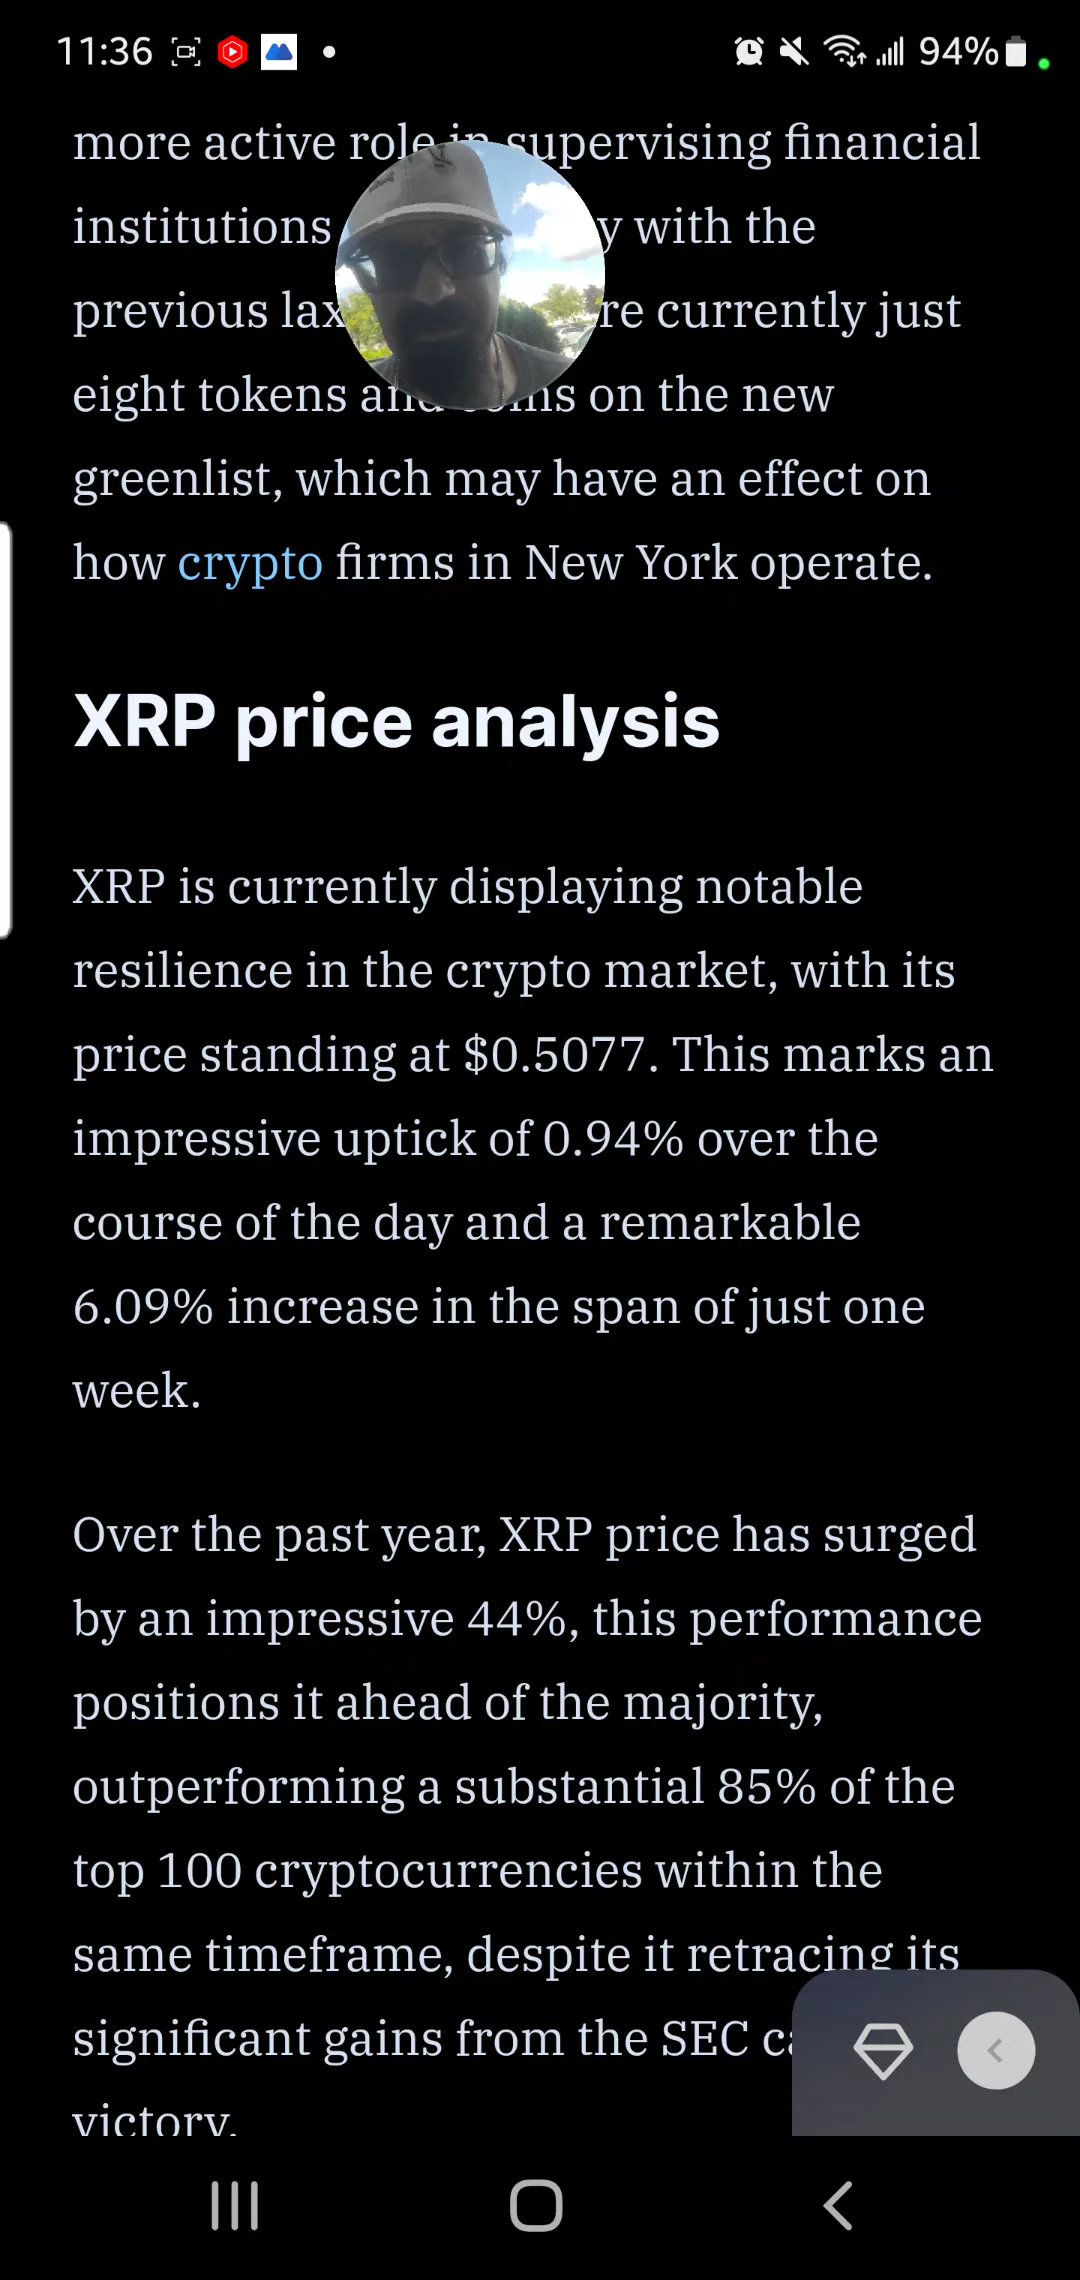 11:36 94%
more active role in supervising financial
institutions y with the
previous lax re currently just
eight tokens and coins on the new
greenlist, which may have an effect on
how crypto firms in New York operate.
XRP price analysis
XRP is currently displaying notable
resilience in the crypto market, with its
price standing at $0.5077. This marks an
impressive uptick of 0.94% over the
course of the day and a remarkable
6.09% increase in the span of just one
week.
Over the past year, XRP price has surged
by an impressive 44%, this performance
positions it ahead of the majority,
outperforming a substantial 85% of the
top 100 cryptocurrencies within the
same timeframe, despite it retracing its
significant gains from the SEC ca
victory.